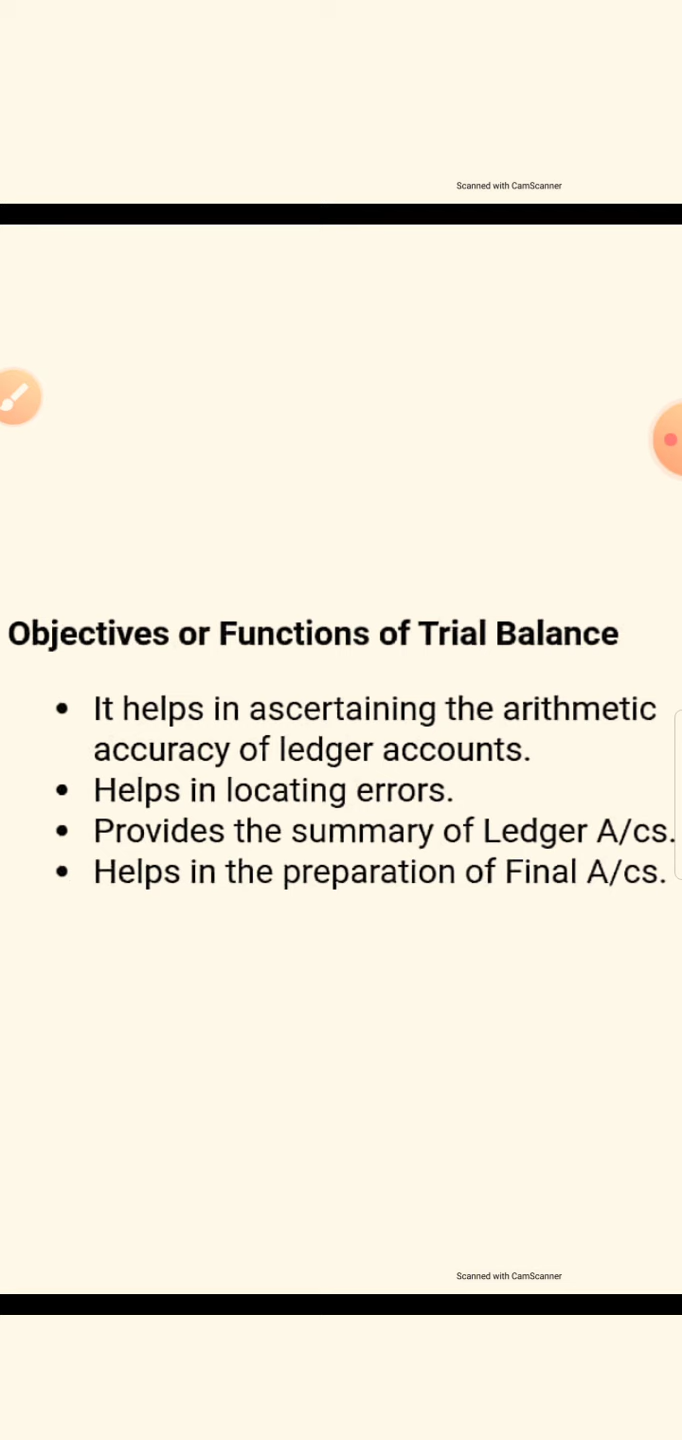 Scanned with CamScanner
Objectives or Functions of Trial Balance
• It helps in ascertaining the arithmetic
accuracy of ledger accounts.
• Helps in locating errors.
• Provides the summary of Ledger A/cs.
• Helps in the preparation of Final A/cs.
Scanned with CamScanner